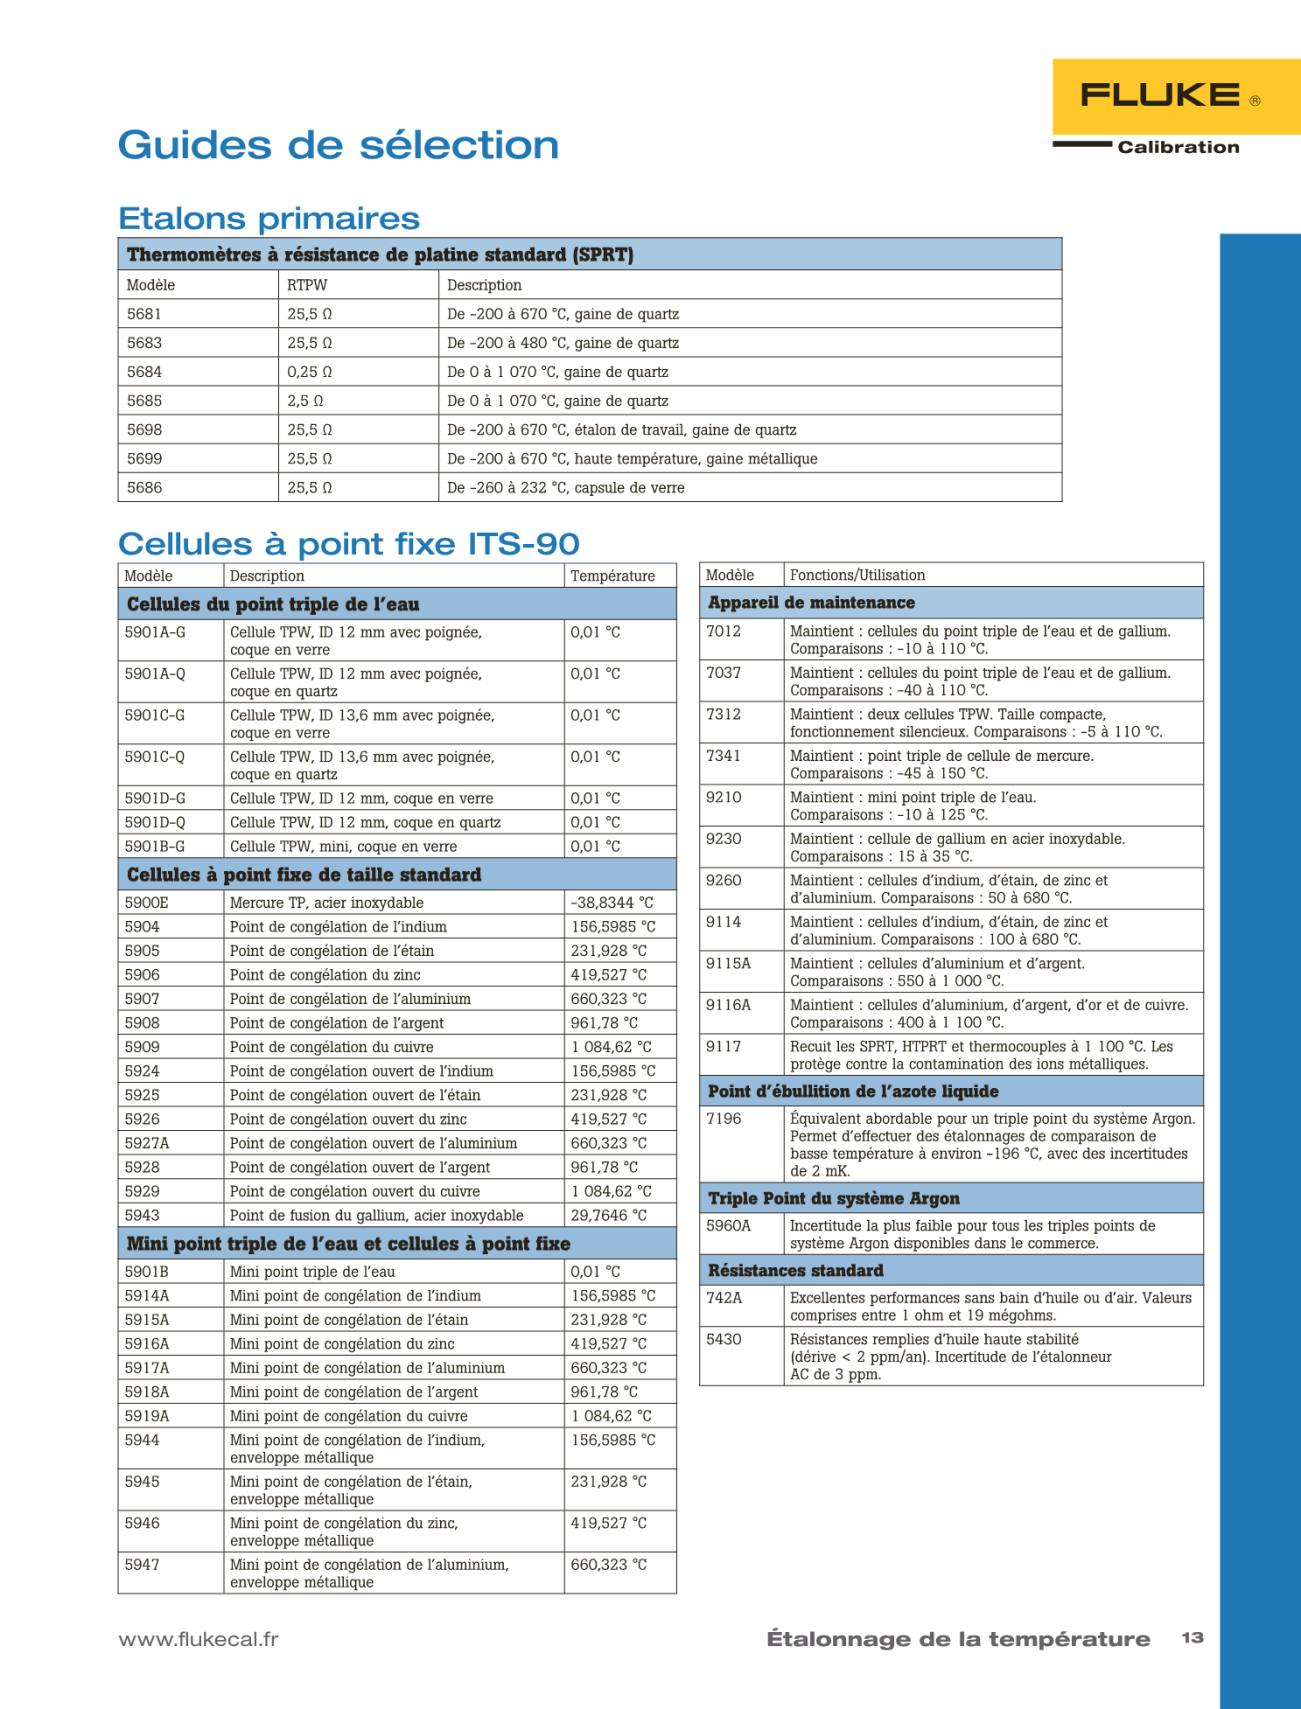 FLUKE ®
Calibration
Guides de sélection
Etalons primaires
Thermomètres à résistance de platine standard (SPRT)
Modèle RTPW Description
5681 25,5 Ω De -200 à 670 °C, gaine de quartz
5683 25,5 Ω De -200 à 480 °C, gaine de quartz
5684 0,25 Ω De 0 à 1 070 °C, gaine de quartz
5685 2,5 Ω De 0 à 1 070 °C, gaine de quartz
5698 25,5 Ω De -200 à 670 °C, étalon de travail, gaine de quartz
5699 25,5 Ω De -200 à 670 °C, haute température, gaine métallique
5686 25,5 Ω De -260 à 232 °C, capsule de verre
Cellules à point fixe ITS-90
Modèle Description Température
Cellules du point triple de l'eau
5901A-G Cellule TPW, ID 12 mm avec poignée, 0,01 °C
coque en verre
5901A-Q Cellule TPW, ID 12 mm avec poignée, 0,01 °C
coque en quartz
5901C-G Cellule TPW, ID 13,6 mm avec poignée, 0,01 °C
coque en verre
5901C-Q Cellule TPW, ID 13,6 mm avec poignée, 0,01 °C
coque en quartz
5901D-G Cellule TPW, ID 12 mm, coque en verre 0,01 °C
5901D-Q Cellule TPW, ID 12 mm, coque en quartz 0,01 °C
5901B-G Cellule TPW, mini, coque en verre 0,01 °C
Cellules à point fixe de taille standard
5900E Mercure TP, acier inoxydable -38,8344 °C
5904 Point de congélation de l'indium 156,5985 °C
5905 Point de congélation de l'étain 231,928 °C
5906 Point de congélation du zinc 419,527 °C
5907 Point de congélation de l'aluminium 660,323 °C
5908 Point de congélation de l'argent 961,78 °C
5909 Point de congélation du cuivre 1 084,62 °C
5924 Point de congélation ouvert de l'indium 156,5985 °C
5925 Point de congélation ouvert de l'étain 231,928 °C
5926 Point de congélation ouvert du zinc 419,527 °C
5927A Point de congélation ouvert de l'aluminium 660,323 °C
5928 Point de congélation ouvert de l'argent 961,78 °C
5929 Point de congélation ouvert du cuivre 1 084,62 °C
5943 Point de fusion du gallium, acier inoxydable 29,7646 °C
Mini point triple de l'eau et cellules à point fixe
5901B Mini point triple de l'eau 0,01 °C
5914A Mini point de congélation de l'indium 156,5985 °C
5915A Mini point de congélation de l'étain 231,928 °C
5916A Mini point de congélation du zinc 419,527 °C
5917A Mini point de congélation de l'aluminium 660,323 °C
5918A Mini point de congélation de l'argent 961,78 °C
5919A Mini point de congélation du cuivre 1 084,62 °C
5944 Mini point de congélation de l'indium, 156,5985 °C
enveloppe métallique
5945 Mini point de congélation de l'étain, 231,928 °C
enveloppe métallique
5946 Mini point de congélation du zinc, 419,527 °C
enveloppe métallique
5947 Mini point de congélation de l'aluminium, 660,323 °C
enveloppe métallique
Modèle Fonctions/Utilisation
Appareil de maintenance
7012 Maintient : cellules du point triple de l'eau et de gallium.
Comparaisons : -10 à 110 °C.
7037 Maintient : cellules du point triple de l'eau et de gallium.
Comparaisons : -40 à 110 °C.
7312 Maintient : deux cellules TPW. Taille compacte,
fonctionnement silencieux. Comparaisons : -5 à 110 °C.
7341 Maintient : point triple de cellule de mercure.
Comparaisons : -45 à 150 °C.
9210 Maintient : mini point triple de l'eau.
Comparaisons : -10 à 125 °C.
9230 Maintient : cellule de gallium en acier inoxydable.
Comparaisons : 15 à 35 °C.
9260 Maintient : cellules d'indium, d'étain, de zinc et
d'aluminium. Comparaisons : 50 à 680 °C.
9114 Maintient : cellules d'indium, d'étain, de zinc et
d'aluminium. Comparaisons : 100 à 680 °C.
9115A Maintient : cellules d'aluminium et d'argent.
Comparaisons : 550 à 1 000 °C.
9116A Maintient : cellules d'aluminium, d'argent, d'or et de cuivre.
Comparaisons : 400 à 1 100 °C.
9117 Recuit les SPRT, HTPRT et thermocouples à 1 100 °C. Les
protège contre la contamination des ions métalliques.
Point d'ébullition de l'azote liquide
7196 Équivalent abordable pour un triple point du système Argon.
Permet d'effectuer des étalonnages de comparaison de
basse température à environ -196 °C, avec des incertitudes
de 2 mK.
Triple Point du système Argon
5960A Incertitude la plus faible pour tous les triples points de
système Argon disponibles dans le commerce.
Résistances standard
742A Excellentes performances sans bain d'huile ou d'air. Valeurs
comprises entre 1 ohm et 19 mégohms.
5430 Résistances remplies d'huile haute stabilité
(dérive < 2 ppm/an). Incertitude de l'étalonneur
AC de 3 ppm.
www.flukecal.fr
Étalonnage de la température 13